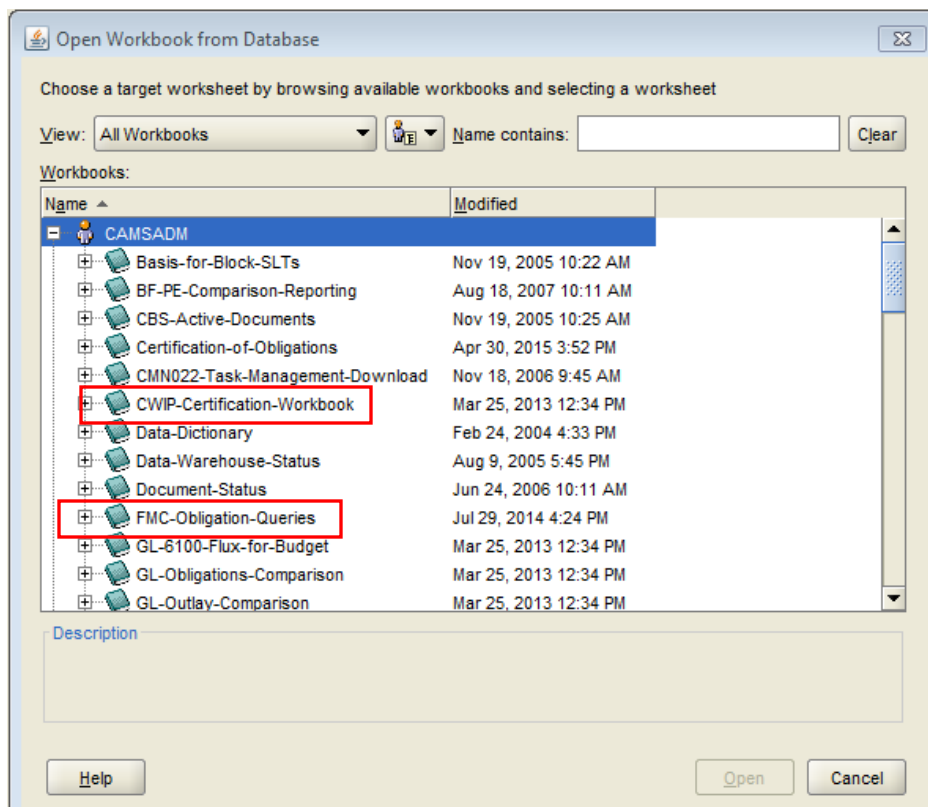 Open Workbook from Database
Choose a target worksheet by browsing available workbooks and selecting a worksheet
View: All Workbooks E Name contains: Clear
Workbooks:
Name Modified
CAMSADM
Basis-for-Block-SLTs Nov 19, 2005 10:22 AM
BF-PE-Comparison-Reporting Aug 18, 2007 10:11 AM
CBS-Active-Documents Nov 19, 2005 10:25 AM
Certification-of-Obligations Apr 30, 2015 3:52 PM
CMN022-Task-Management-Download Nov 18, 2006 9:45 AM
CWIP-Certification-Workbook Mar 25, 2013 12:34 PM
Data-Dictionary Feb 24, 2004 4:33 PM
Data-Warehouse-Status Aug 9, 2005 5:45 PM
Document-Status Jun 24, 2006 10:11 AM
FMC-Obligation-Queries Jul 29, 2014 4:24 PM
GL-6100-Flux-for-Budget Mar 25, 2013 12:34 PM
GL-Obligations-Comparison Mar 25, 2013 12:34 PM
GL-Outlay-Comparison Mar 25, 2013 12:34 PM
Description
Help Open Cancel